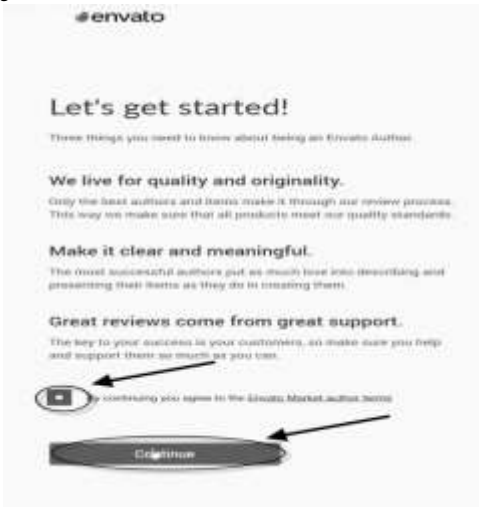 envato
Let's get started!
Three things you need to know about being an Envato Author
We live for quality and originality.
Only the best authors and items make it through our review process.
This way we make sure that all products meet our quality standards.
Make it clear and meaningful.
The most successful authors put as much love into describing and
presenting their items as they do in creating them.
Great reviews come from great support.
The key to your success is your customers, so make sure you help
and support them so much as you can.
By continuing you agree to the Envato Market author terms
Continue